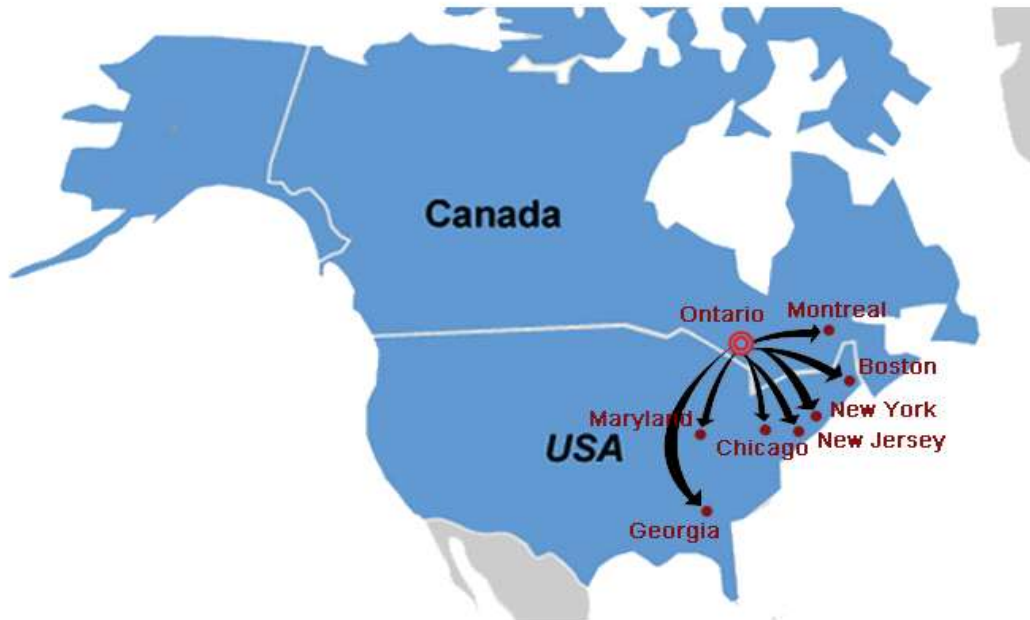 Canada
Ontario
Montreal
Boston
New York
Maryland
New Jersey
USA
Chicago
Georgia